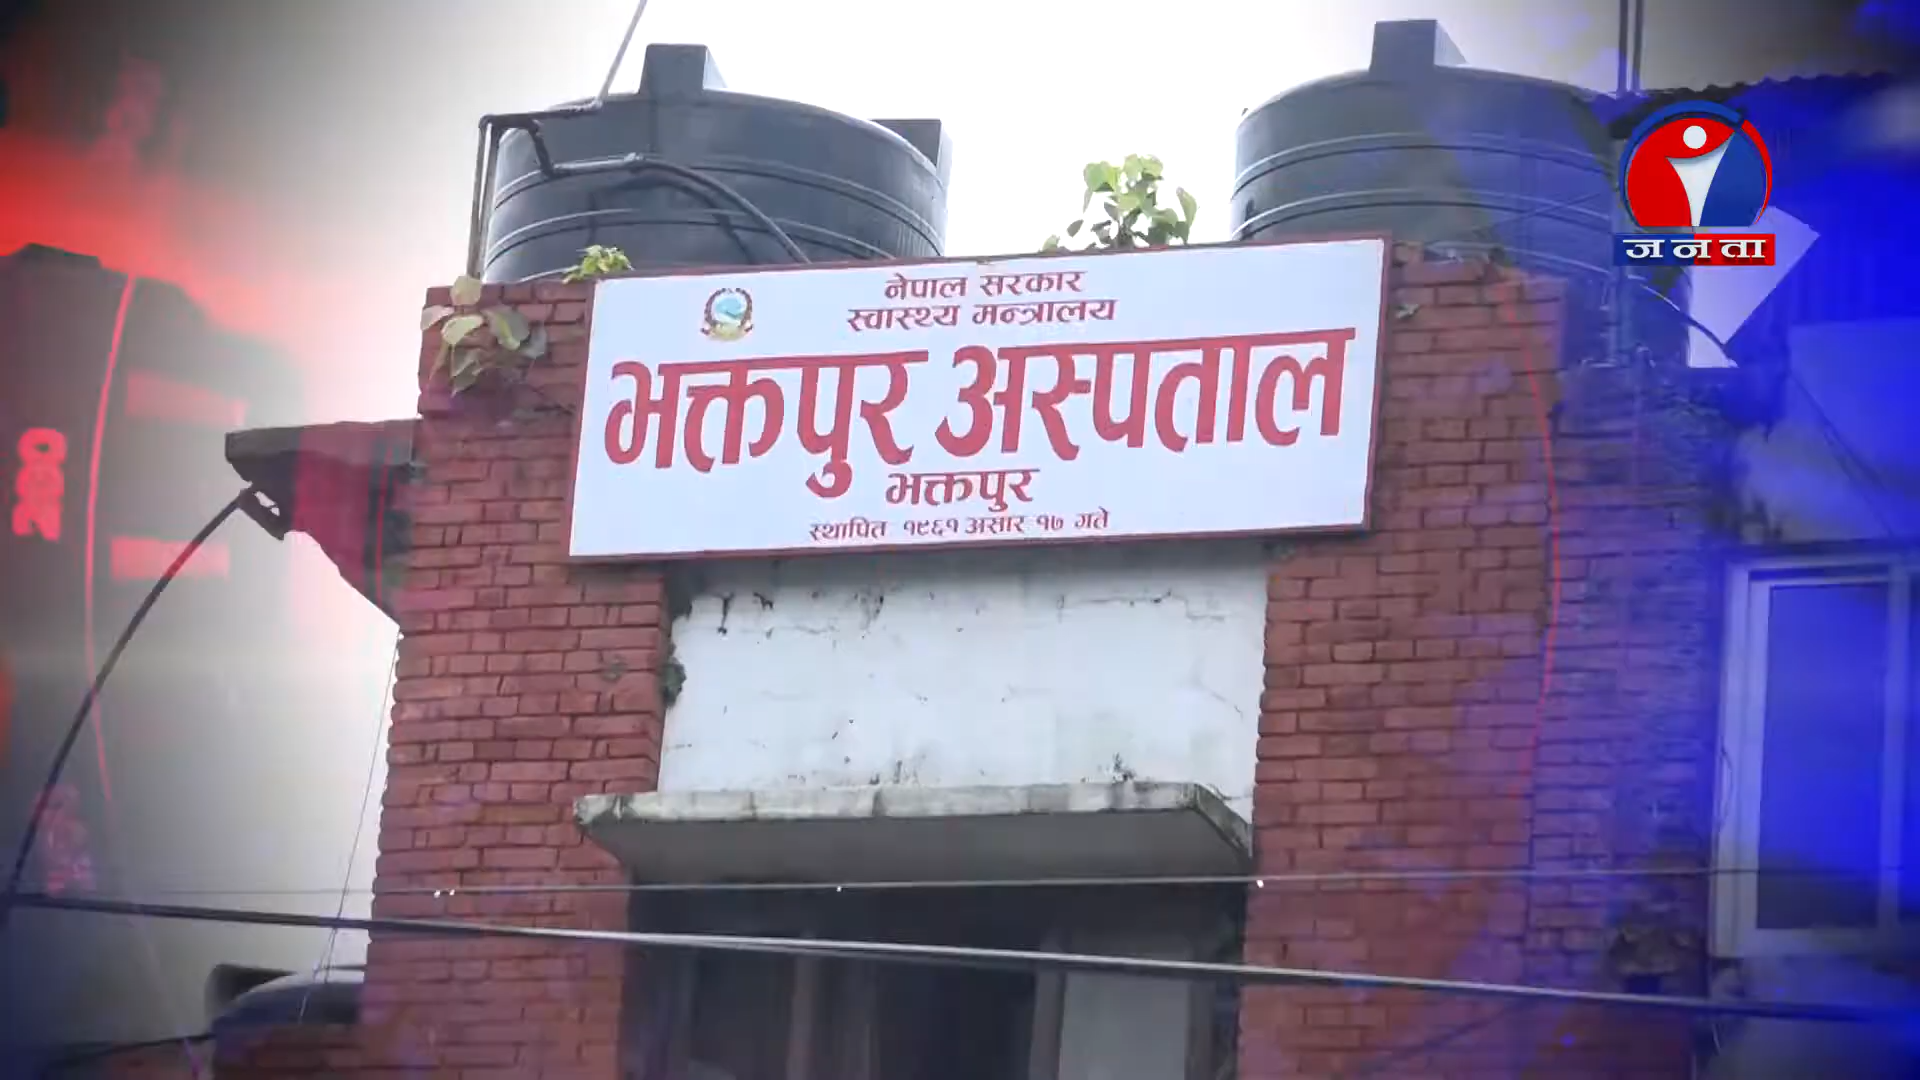 नेपाल सरकार
स्वास्थ्य मन्त्रालय
भक्तपुर अस्पताल
भक्तपुर
स्थापित १९६१ असार १७ गते
जनता